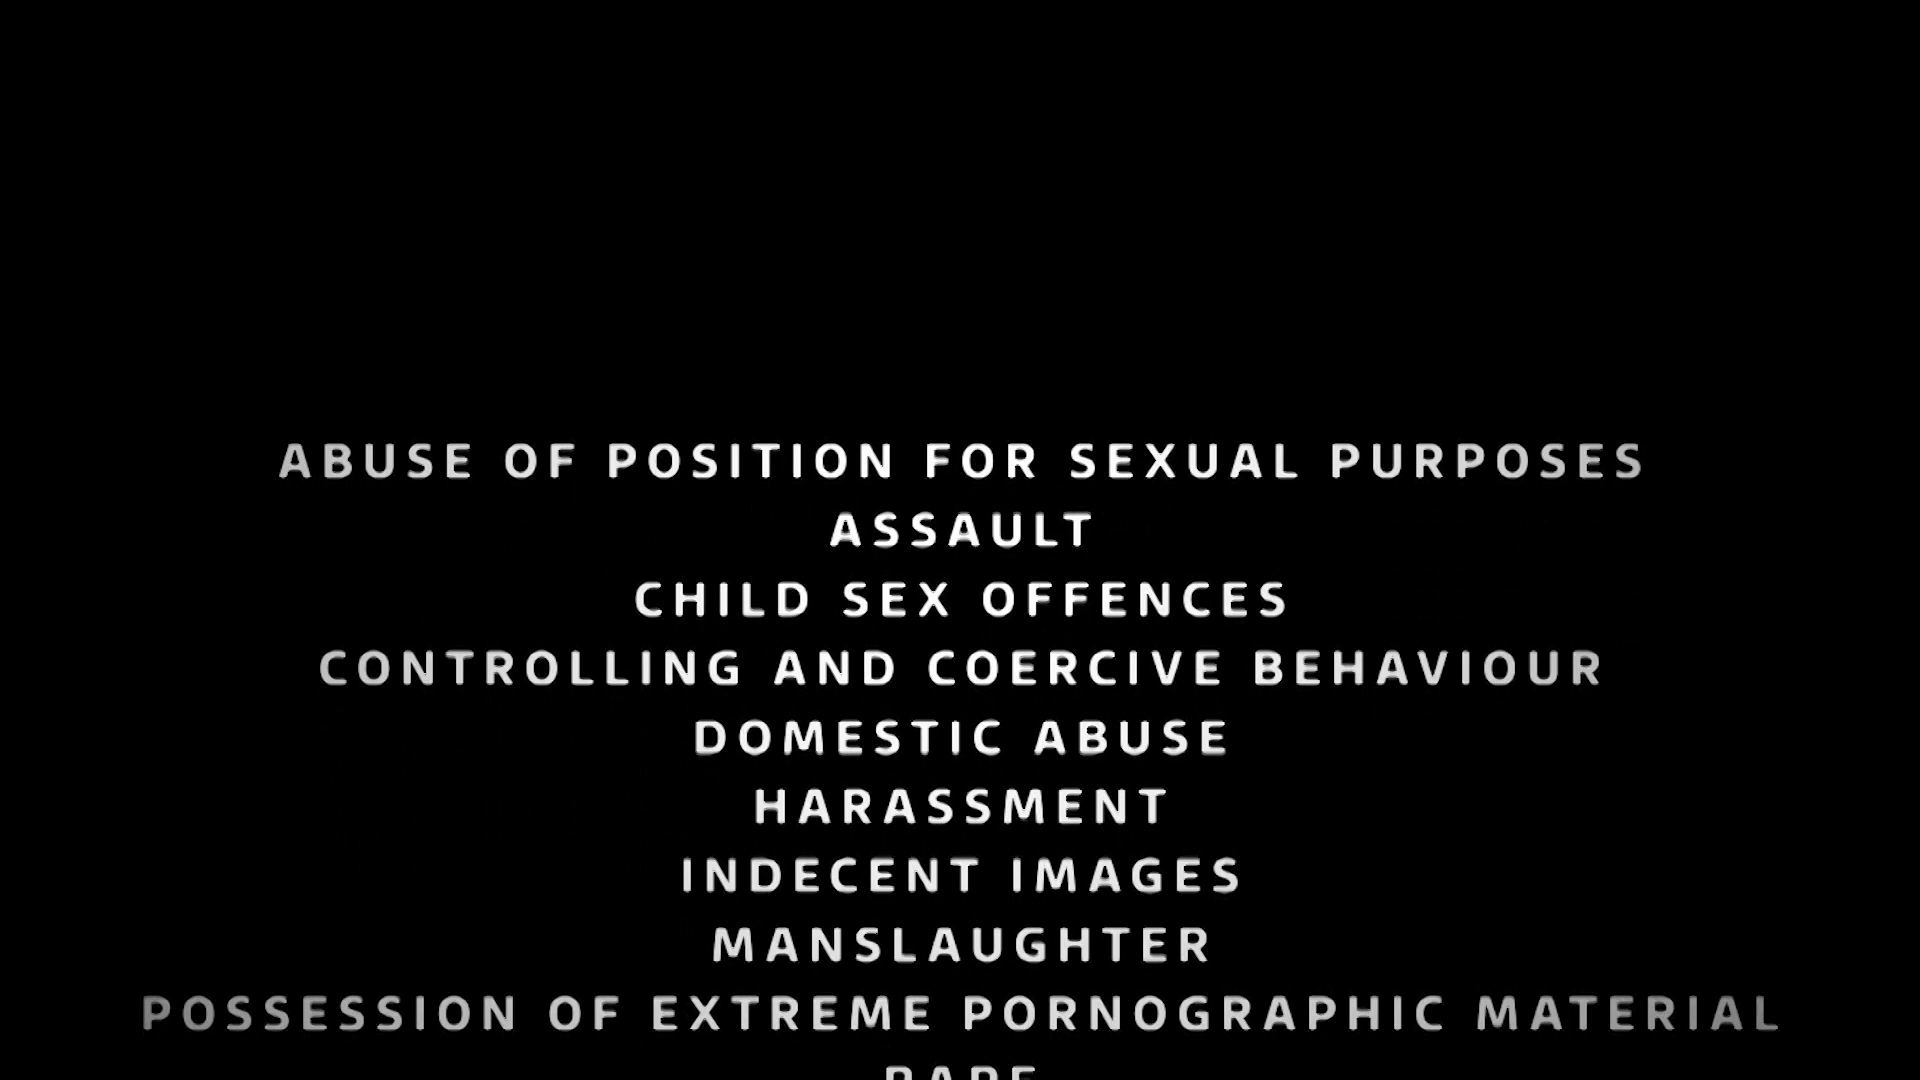 ABUSE OF POSITION FOR SEXUAL PURPOSES
ASSAULT
CHILD SEX OFFENCES
CONTROLLING AND COERCIVE BEHAVIOUR
DOMESTIC ABUSE
HARASSMENT
INDECENT IMAGES
MANSLAUGHTER
POSSESSION OF EXTREME PORNOGRAPHIC MATERIAL
RAPE